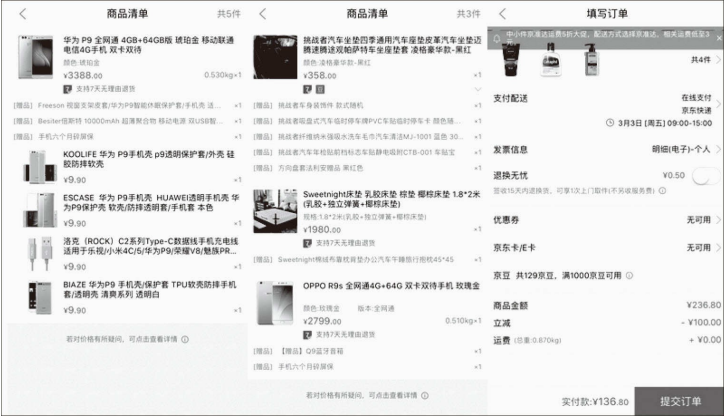 商品清单
共5件
华为 P9 全网通 4GB+64GB版 琥珀金 移动联通
电信4G手机 双卡双待
颜色:琥珀金
¥3388.00
0.530kg×1
支持7天无理由退货
[赠品] Freeson 视窗支架皮套/华为P9智能休眠保护套/手机壳 活...
×1
[赠品] Besiter倍斯特 10000mAh 超薄聚合物 移动电源 双USB智...
×1
[赠品] 手机六个月碎屏保
×1
KOOLIFE 华为 P9手机壳 p9透明保护套/外壳 硅
胶防摔软壳
¥9.90
×1
ESCASE 华为 P9手机壳 HUAWEI透明手机壳 华
为P9保护壳 软壳/防摔透明套/手机套 本色
¥9.90
×1
洛克（ROCK）C2系列Type-C数据线手机充电线
适用于乐视/小米4C/5/华为P9/荣耀V8/魅族PR...
¥9.90
×1
BIAZE 华为P9 手机壳/保护套 TPU软壳防摔手机
套/透明壳 清爽系列 透明白
¥9.90
×1
若对价格有所疑问，可点击查看详情
商品清单
共3件
挑战者汽车坐垫四季通用汽车座垫皮革汽车坐垫迈
腾速腾途观帕萨特车坐座垫套 凌格豪华款-黑红
颜色:凌格豪华款-黑红
¥358.00
×1
[赠品] 挑战者车身装饰件 款式随机
×1
[赠品] 挑战者吸盘式汽车临时停车牌PVC车贴临时停车卡 颜色随...
×1
[赠品] 挑战者纤维纳米强吸水洗车毛巾汽车清洁MJ-1001 蓝色 30...
×1
[赠品] 挑战者汽车年检贴前档标志车贴静电吸附CTB-001 车贴宝
×1
[赠品] 方向盘套法利安赠品 黑红色
×1
Sweetnight床垫 乳胶床垫 棕垫 椰棕床垫 1.8*2米
(乳胶+独立弹簧+椰棕床垫)
规格:1.8*2米(乳胶+独立弹簧+椰棕床垫)
¥1980.00
×1
支持7天无理由退货
[赠品] Sweetnight棉绒布靠枕骨垫办公汽车午睡旅行抱枕45*45
×1
OPPO R9s 全网通4G+64G 双卡双待手机 玫瑰金
颜色:玫瑰金 版本:全网通
¥2799.00
0.510kg×1
支持7天无理由退货
[赠品] 【赠品】Q9蓝牙音箱
×1
[赠品] 手机六个月碎屏保
×1
若对价格有所疑问，可点击查看详情
填写订单
中小件京准达运费5折大促，配送方式选择京准达，相关运费低至3
元
共4件
支付配送
在线支付
京东快递
3月3日 [周五] 09:00-15:00
发票信息
明细(电子)-个人
退换无忧
¥0.50
签收15天内退换货，可享1次上门取件(不另收服务费)
优惠券
无可用
京东卡/E卡
无可用
京豆 共129京豆，满1000京豆可用
商品金额
¥236.80
立减
- ¥100.00
运费 (总重:0.870kg)
+ ¥0.00
实付款:¥136.80
提交订单